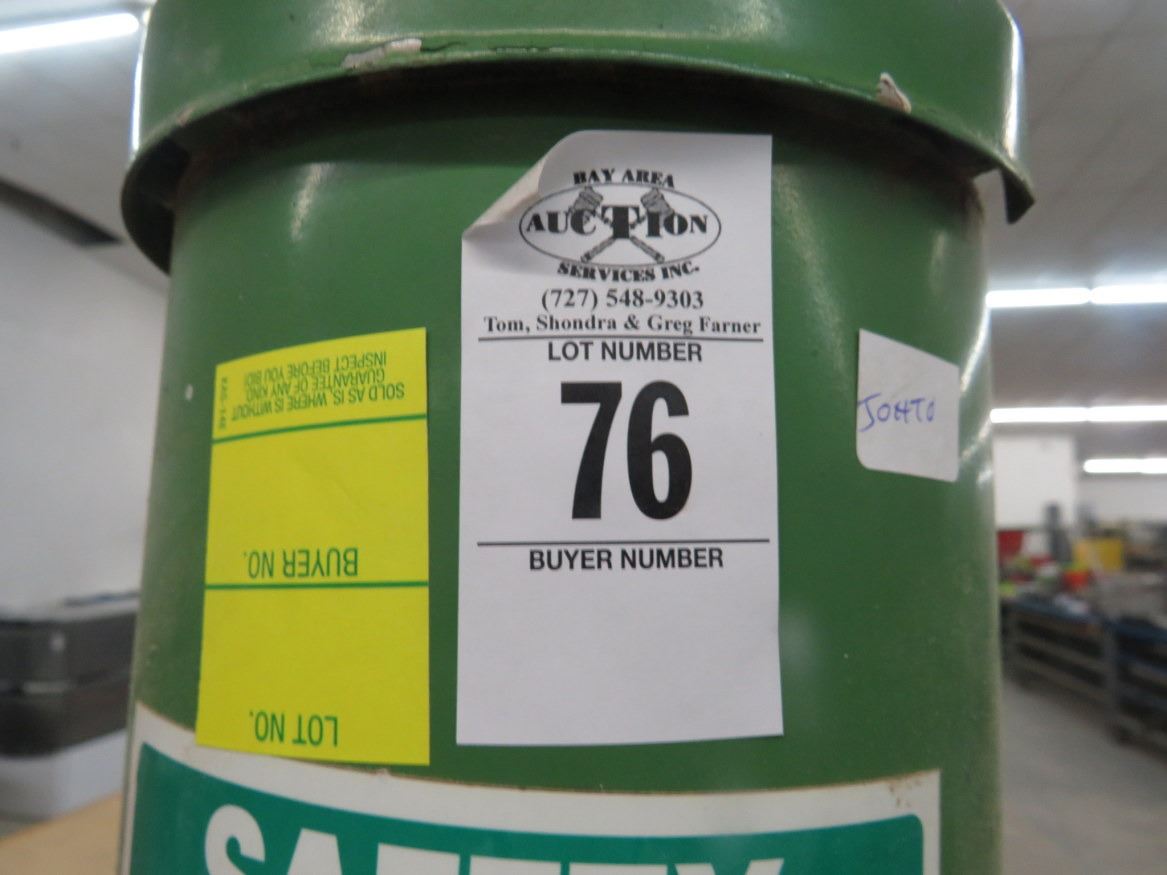 BAY AREA
AUCTION
SERVICES INC.
(727) 548-9303
Tom, Shondra & Greg Farner
LOT NUMBER
76
BUYER NUMBER
SOLD AS IS, WHERE IS WITHOUT
GUARANTEE OF ANY KIND.
INSPECT BEFORE YOU BID!
BUYER NO.
LOT NO.
SAFETY